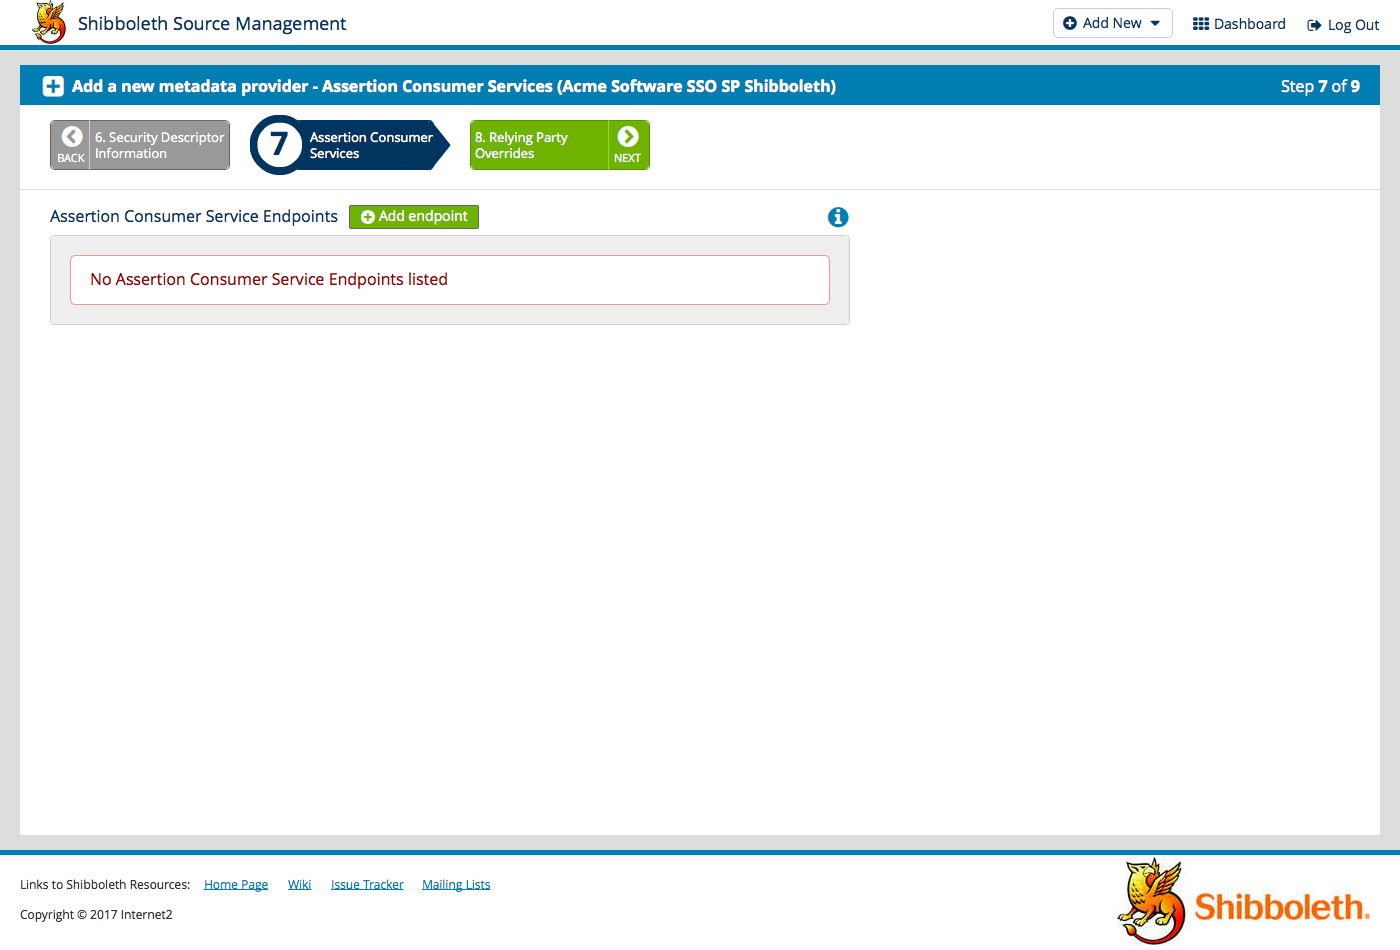 Shibboleth Source Management
Add New
Dashboard
Log Out
Add a new metadata provider - Assertion Consumer Services (Acme Software SSO SP Shibboleth)
Step 7 of 9
BACK
6. Security Descriptor
Information
7
Assertion Consumer
Services
8. Relying Party
Overrides
NEXT
Assertion Consumer Service Endpoints
Add endpoint
No Assertion Consumer Service Endpoints listed
Links to Shibboleth Resources: Home Page Wiki Issue Tracker Mailing Lists
Copyright © 2017 Internet2
Shibboleth.